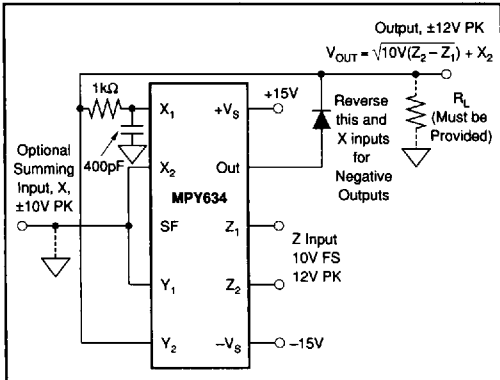 Output, ±12V PK
V_OUT = √10V(Z₂ – Z₁) + X₂
1kΩ
X₁
+V_S
+15V
Reverse
this and
X inputs
for
Negative
Outputs
R_L
(Must be
Provided)
400pF
Optional
Summing
Input, X,
±10V PK
X₂
Out
MPY634
SF
Z₁
Z Input
10V FS
12V PK
Y₁
Z₂
Y₂
–V_S
–15V